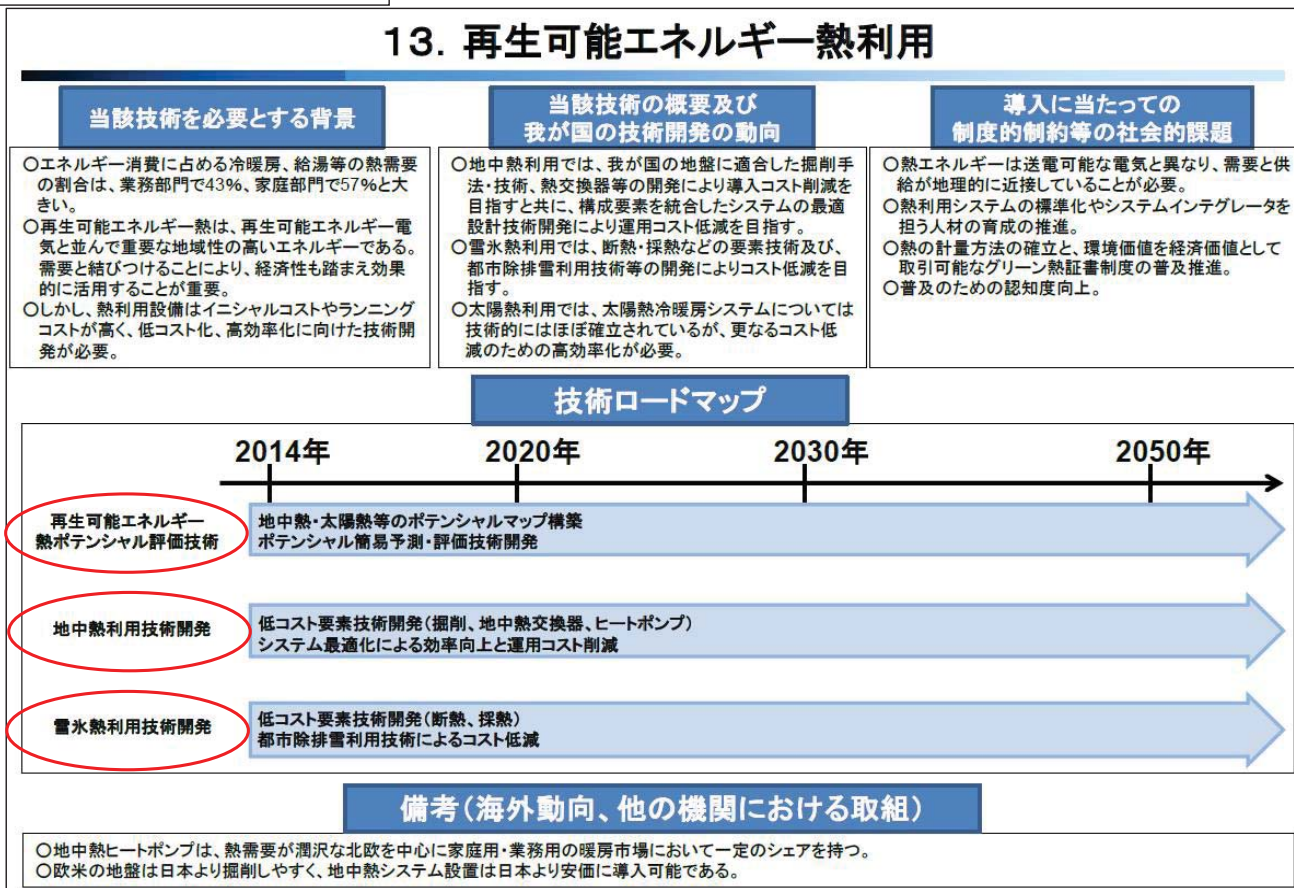 13. 再生可能エネルギー熱利用
当該技術を必要とする背景
○エネルギー消費に占める冷暖房、給湯等の熱需要
の割合は、業務部門で43%、家庭部門で57%と大
きい。
○再生可能エネルギー熱は、再生可能エネルギー電
気と並んで重要な地域性の高いエネルギーである。
需要と結びつけることにより、経済性も踏まえ効果
的に活用することが重要。
○しかし、熱利用設備はイニシャルコストやランニング
コストが高く、低コスト化、高効率化に向けた技術開
発が必要。
当該技術の概要及び
我が国の技術開発の動向
○地中熱利用では、我が国の地盤に適合した掘削手
法・技術、熱交換器等の開発により導入コスト削減を
目指すと共に、構成要素を統合したシステムの最適
設計技術開発により運用コスト低減を目指す。
○雪氷熱利用では、断熱・採熱などの要素技術及び、
都市除排雪利用技術等の開発によりコスト低減を目
指す。
○太陽熱利用では、太陽熱冷暖房システムについては
技術的にはほぼ確立されているが、更なるコスト低
減のための高効率化が必要。
導入に当たっての
制度的制約等の社会的課題
○熱エネルギーは送電可能な電気と異なり、需要と供
給が地理的に近接していることが必要。
○熱利用システムの標準化やシステムインテグレータを
担う人材の育成の推進。
○熱の計量方法の確立と、環境価値を経済価値として
取引可能なグリーン熱証書制度の普及推進。
○普及のための認知度向上。
技術ロードマップ
2014年 2020年 2030年 2050年
再生可能エネルギー
熱ポテンシャル評価技術
地中熱・太陽熱等のポテンシャルマップ構築
ポテンシャル簡易予測・評価技術開発
地中熱利用技術開発
低コスト要素技術開発(掘削、地中熱交換器、ヒートポンプ)
システム最適化による効率向上と運用コスト削減
雪氷熱利用技術開発
低コスト要素技術開発(断熱、採熱)
都市除排雪利用技術によるコスト低減
備考(海外動向、他の機関における取組)
○地中熱ヒートポンプは、熱需要が潤沢な北欧を中心に家庭用・業務用の暖房市場において一定のシェアを持つ。
○欧米の地盤は日本より掘削しやすく、地中熱システム設置は日本より安価に導入可能である。